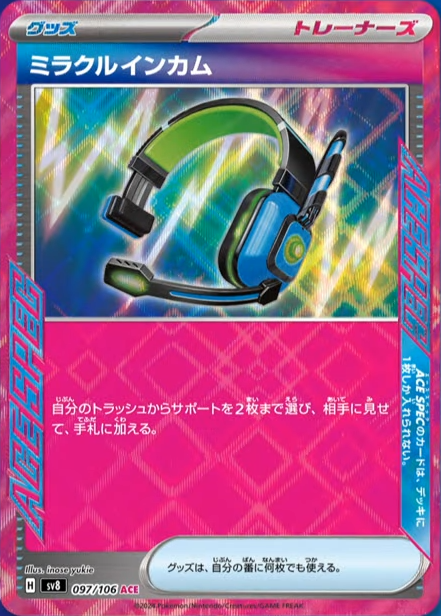 グッズ
トレーナーズ
ミラクルインカム
ACE SPEC
ACE SPEC
ACE SPECのカードは、デッキに
1枚しか入れられない。
自分のトラッシュからサポートを2枚まで選び、相手に見せ
て、手札に加える。
Illus. inose yukie
グッズは、自分の番に何枚でも使える。
H sv8 097/106 ACE
©2024 Pokémon/Nintendo/Creatures/GAME FREAK